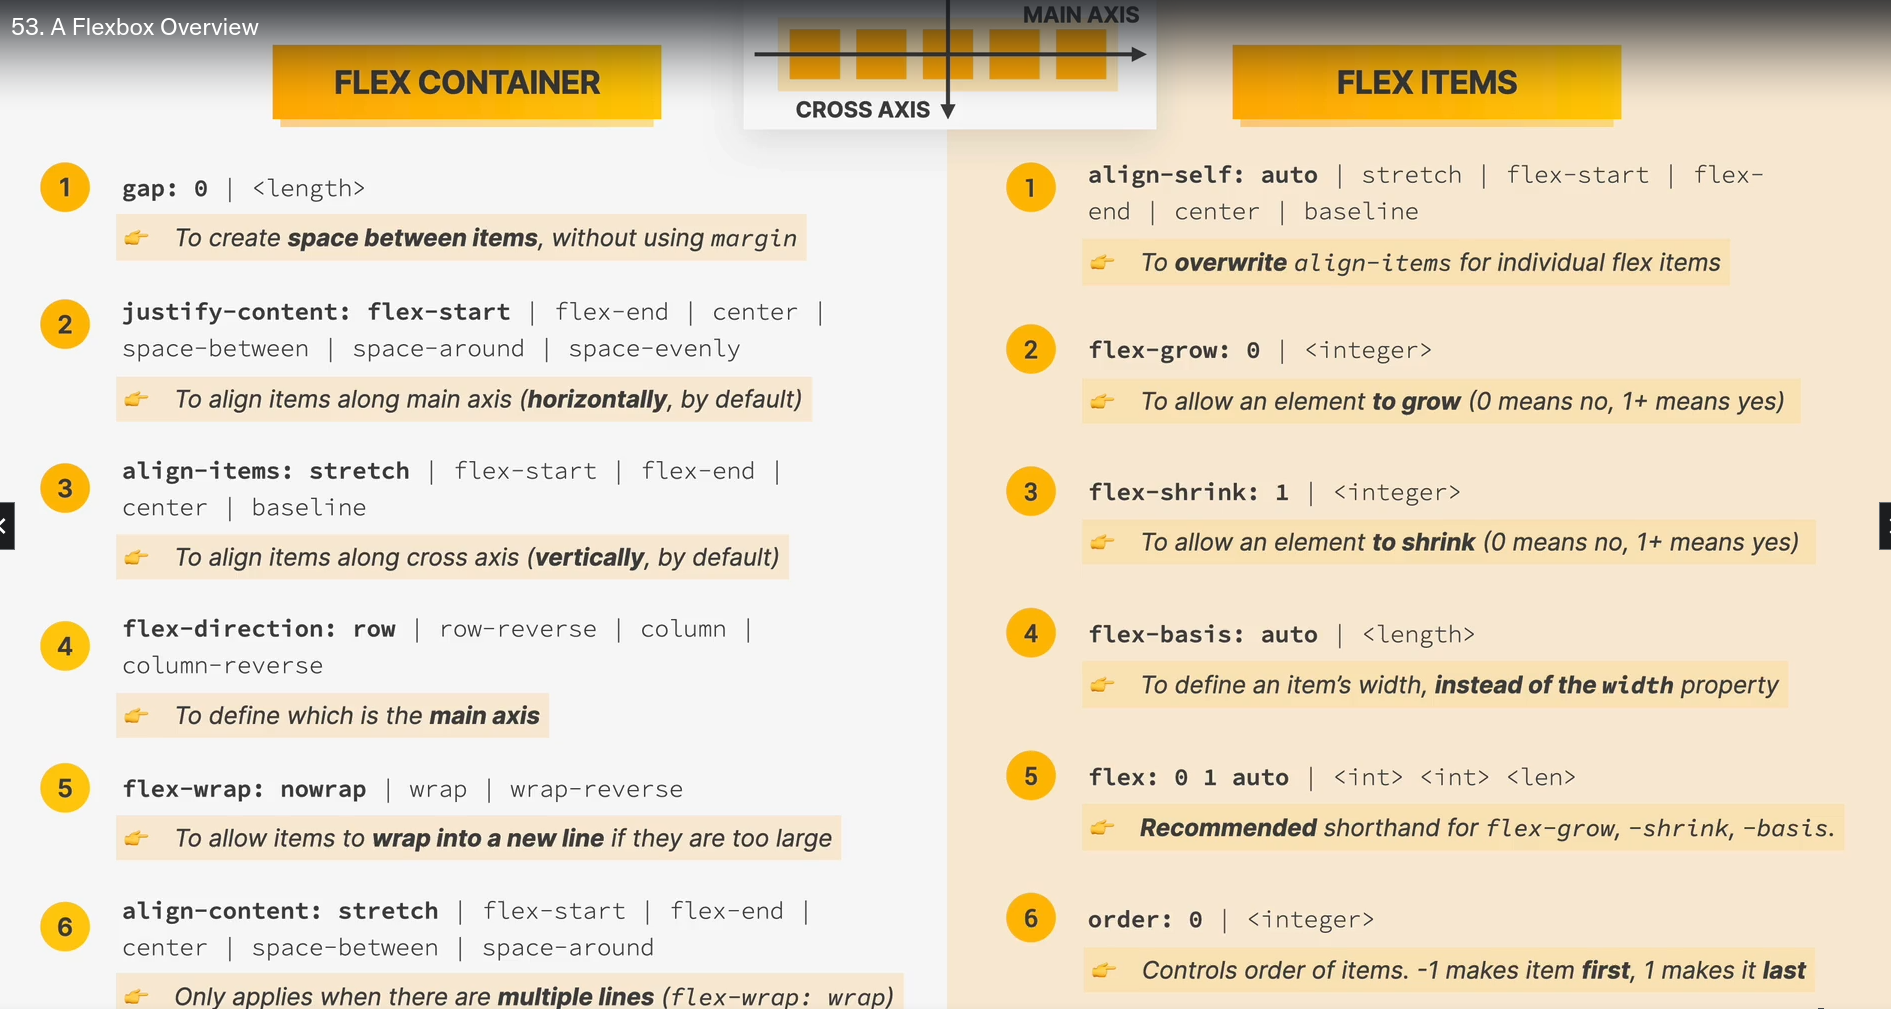 53. A Flexbox Overview
MAIN AXIS
CROSS AXIS
FLEX CONTAINER
1
gap: 0 | <length>
To create space between items, without using margin
2
justify-content: flex-start | flex-end | center |
space-between | space-around | space-evenly
To align items along main axis (horizontally, by default)
3
align-items: stretch | flex-start | flex-end |
center | baseline
To align items along cross axis (vertically, by default)
4
flex-direction: row | row-reverse | column |
column-reverse
To define which is the main axis
5
flex-wrap: nowrap | wrap | wrap-reverse
To allow items to wrap into a new line if they are too large
6
align-content: stretch | flex-start | flex-end |
center | space-between | space-around
Only applies when there are multiple lines (flex-wrap: wrap)
FLEX ITEMS
1
align-self: auto | stretch | flex-start | flex-
end | center | baseline
To overwrite align-items for individual flex items
2
flex-grow: 0 | <integer>
To allow an element to grow (0 means no, 1+ means yes)
3
flex-shrink: 1 | <integer>
To allow an element to shrink (0 means no, 1+ means yes)
4
flex-basis: auto | <length>
To define an item’s width, instead of the width property
5
flex: 0 1 auto | <int> <int> <len>
Recommended shorthand for flex-grow, -shrink, -basis.
6
order: 0 | <integer>
Controls order of items. -1 makes item first, 1 makes it last